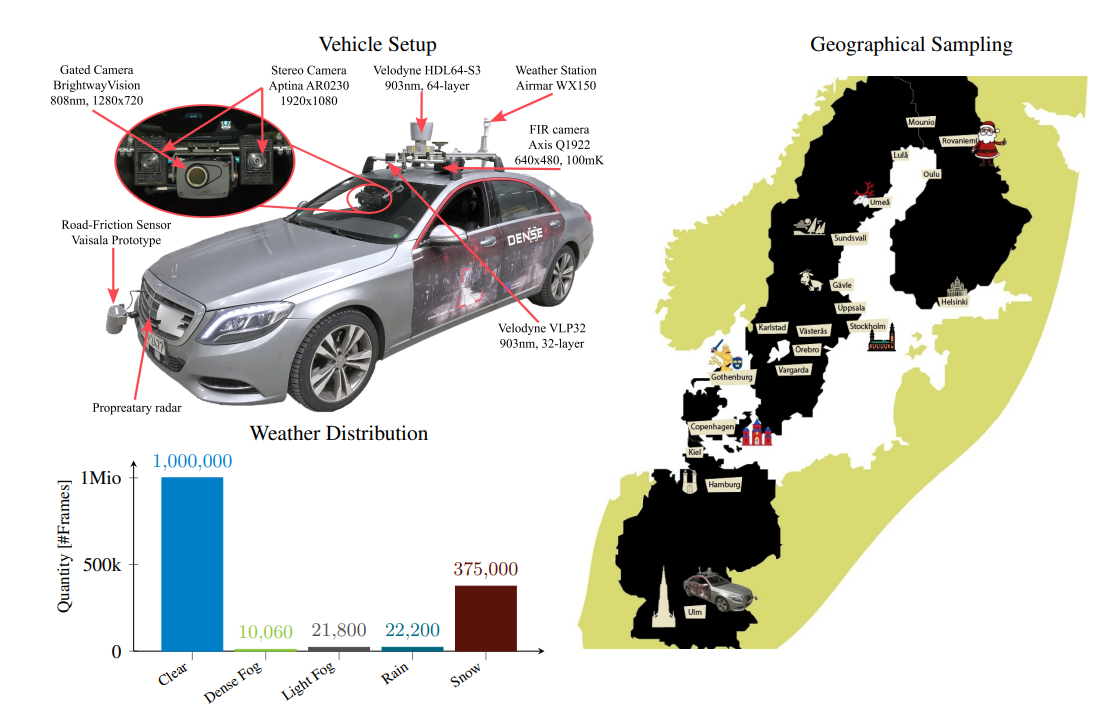 Vehicle Setup
Gated Camera
BrightwayVision
808nm, 1280x720
Stereo Camera
Aptina AR0230
1920x1080
Velodyne HDL64-S3
903nm, 64-layer
Weather Station
Airmar WX150
FIR camera
Axis Q1922
640x480, 100mK
Road-Friction Sensor
Vaisala Prototype
DENSE
Velodyne VLP32
903nm, 32-layer
Propreatary radar
Weather Distribution
Quantity [#Frames]
1Mio
500k
0
1,000,000
10,060
21,800
22,200
375,000
Clear
Dense Fog
Light Fog
Rain
Snow
Geographical Sampling
Mounio
Rovaniemi
Lulå
Oulu
Umeå
Sundsvall
Gävle
Helsinki
Uppsala
Karlstad
Västerås
Stockholm
Örebro
Vargarda
Gothenburg
Copenhagen
Kiel
Hamburg
Ulm